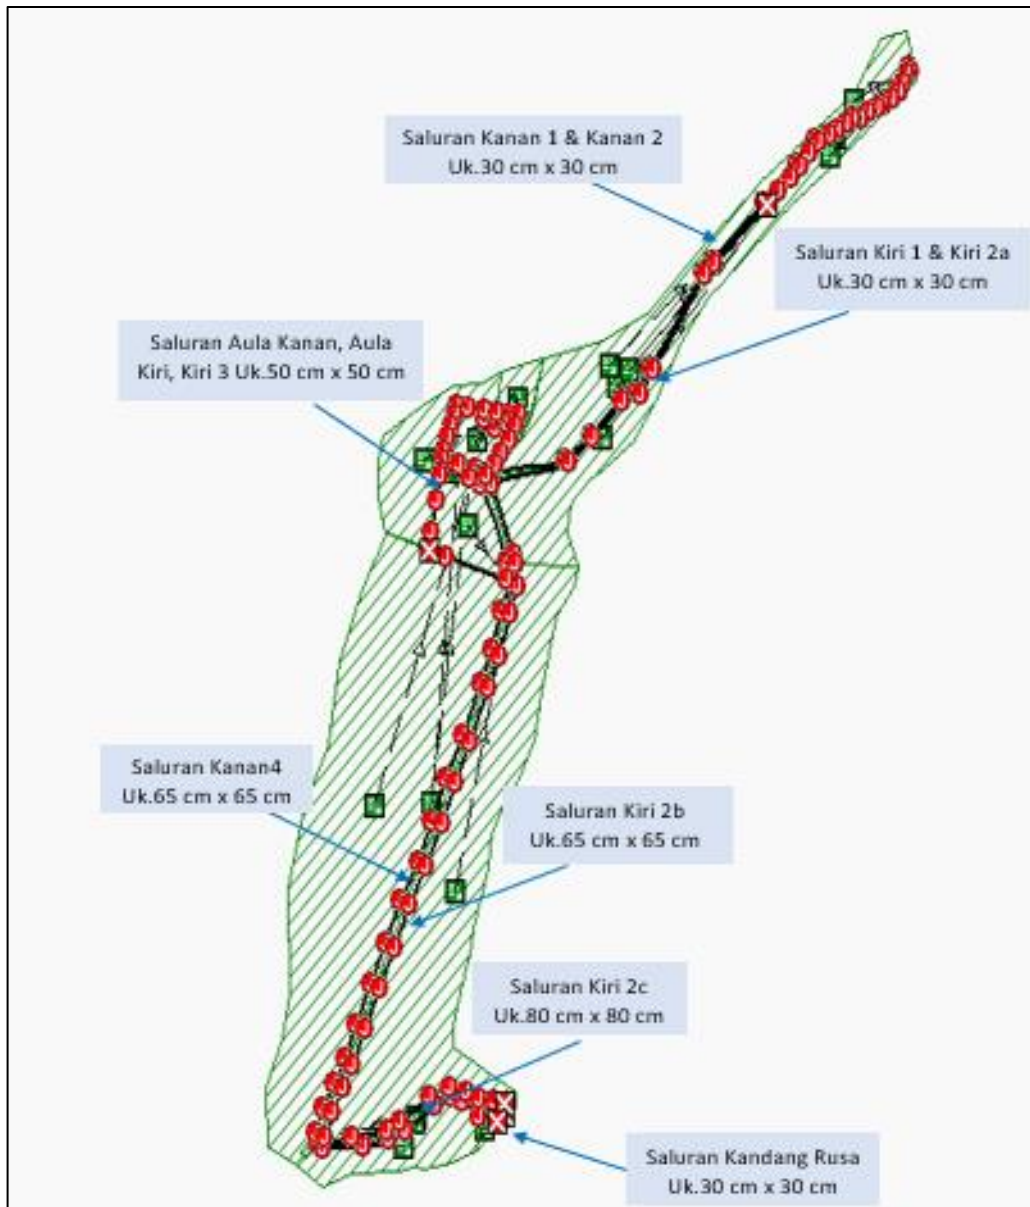 Saluran Kanan 1 & Kanan 2
Uk.30 cm x 30 cm
Saluran Kiri 1 & Kiri 2a
Uk.30 cm x 30 cm
Saluran Aula Kanan, Aula
Kiri, Kiri 3 Uk.50 cm x 50 cm
Saluran Kanan4
Uk.65 cm x 65 cm
Saluran Kiri 2b
Uk.65 cm x 65 cm
Saluran Kiri 2c
Uk.80 cm x 80 cm
Saluran Kandang Rusa
Uk.30 cm x 30 cm